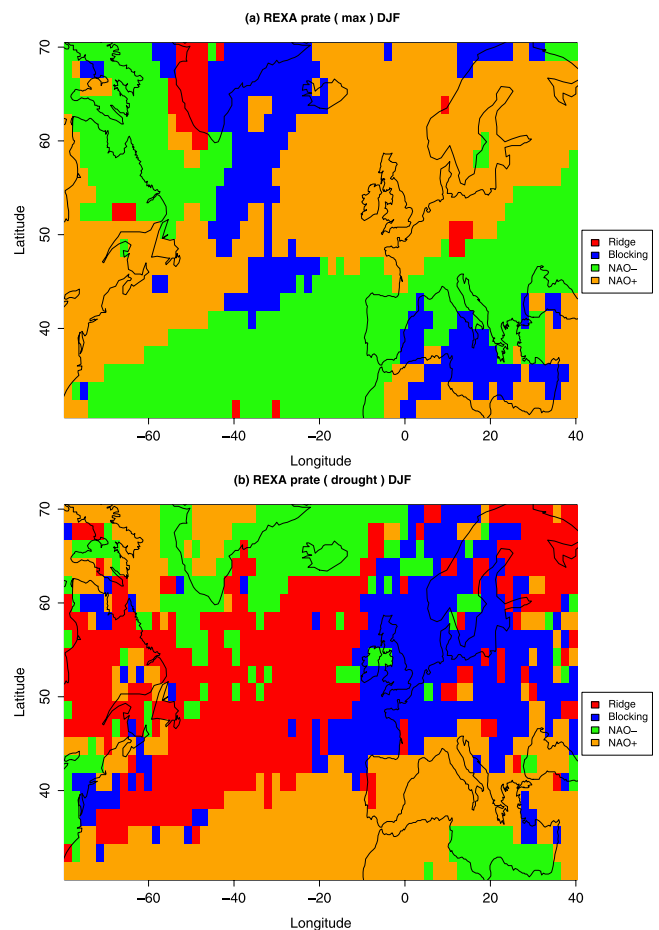 (a) REXA prate ( max ) DJF
Latitude
70
60
50
40
−60
−40
−20
0
20
40
Longitude
Ridge
Blocking
NAO−
NAO+
(b) REXA prate ( drought ) DJF
Latitude
70
60
50
40
−60
−40
−20
0
20
40
Longitude
Ridge
Blocking
NAO−
NAO+